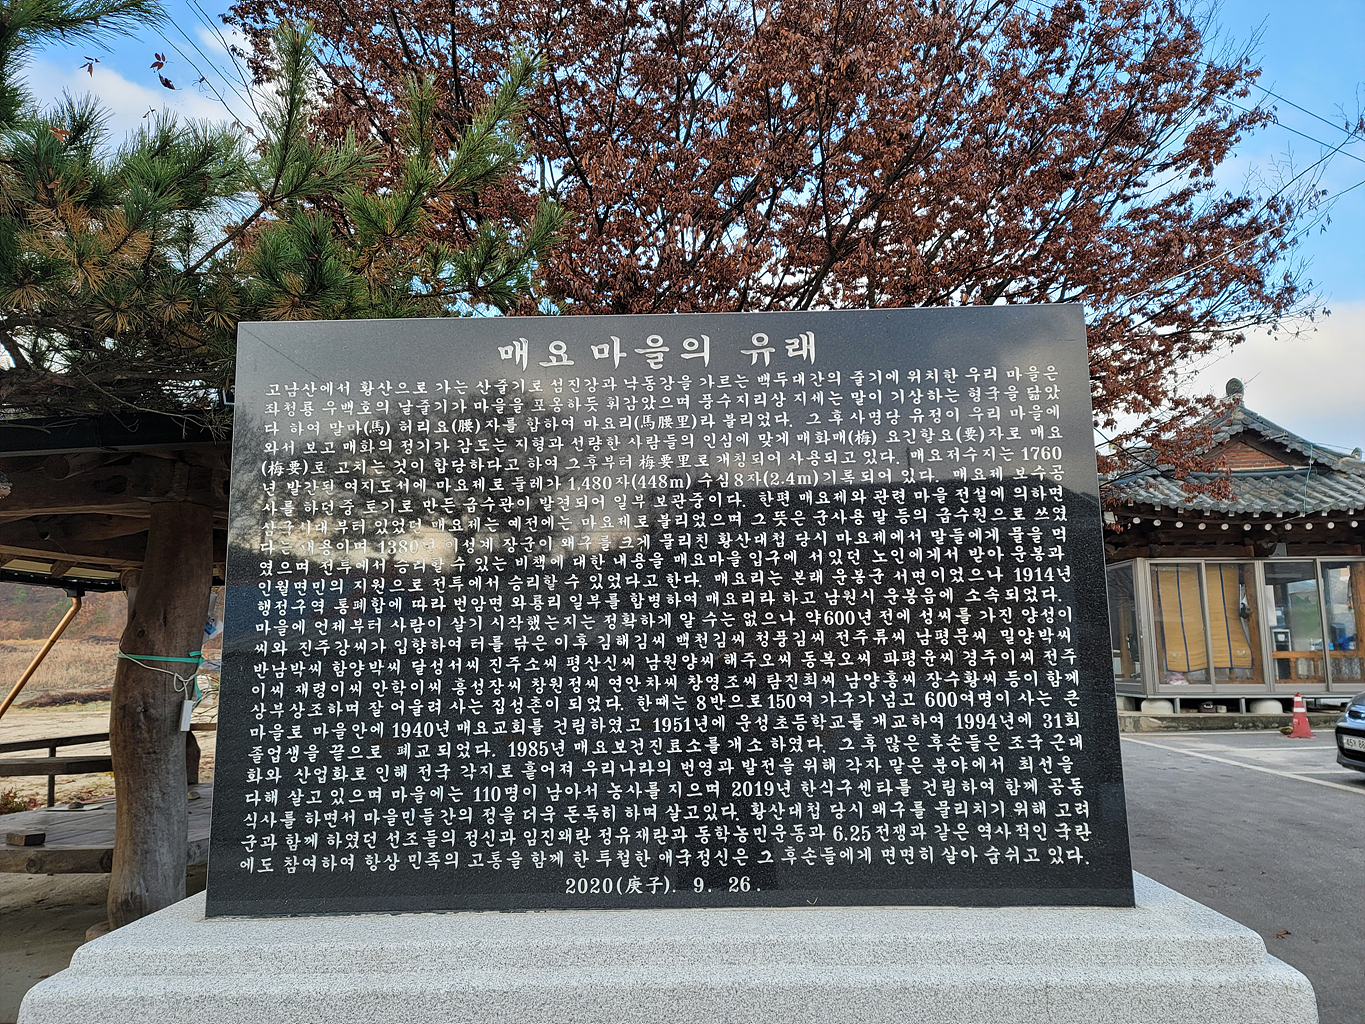 매요 마을의 유래
고남산에서 황산으로 가는 산줄기로 섬진강과 낙동강을 가르는 백두대간의 줄기에 위치한 우리 마을은
좌청룡 우백호의 날줄기가 마을을 포옹하듯 휘감았으며 풍수지리상 지세는 말이 기상하는 형국을 닮았
다 하여 말마(馬) 허리요(腰)자를 합하여 마요리(馬腰里)라 불리었다. 그후 사명당 유정이 우리 마을에
와서 보고 매화의 정기가 감도는 지형과 선량한 사람들의 인심에 맞게 매화매(梅) 요긴할요(要)자로 매요
(梅要)로 고치는 것이 합당하다고 하여 그후부터 梅要里로 개칭되어 사용되고 있다. 매요저수지는 1760
년 발간된 여지도서에 마요제로 둘레가 1,480자(448m) 수심8자(2.4m)기록되어 있다. 매요제 보수공
사를 하던중 토기로 만든 급수관이 발견되어 일부 보관중이다. 한편 매요제와 관련 마을 전설에 의하면
삼국시대 부터 있었던 매요제는 예전에는 마요제로 불리었으며 그 뜻은 군사용 말 등의 급수원으로 쓰였
다는 내용이며 1380년 이성계 장군이 왜구를 크게 물리친 황산대첩 당시 마요제에서 말들에게 물을 먹
였으며 전투에서 승리할 수 있는 비책에 대한 내용을 매요마을 입구에 서있던 노인에게서 받아 운봉과
인월면민의 지원으로 전투에서 승리할 수 있었다고 한다. 매요리는 본래 운봉군 서면이었으나 1914년
행정구역 통폐합에 따라 번암면 와룡리 일부를 합병하여 매요리라 하고 남원시 운봉읍에 소속되었다.
마을에 언제부터 사람이 살기 시작했는지는 정확하게 알 수는 없으나 약600년 전에 성씨를 가진 양성이
씨와 진주강씨가 입향하여 터를 닦은 이후 김해김씨 백천김씨 청풍김씨 전주류씨 남평문씨 밀양박씨
반남박씨 함양박씨 달성서씨 진주소씨 평산신씨 남원양씨 해주오씨 동복오씨 파평윤씨 경주이씨 전주
이씨 재령이씨 안학이씨 흥성장씨 창원정씨 연안차씨 창영조씨 탐진최씨 남양홍씨 장수황씨 등이 함께
상부상조하며 잘 어울려 사는 집성촌이 되었다. 한때는 8반으로 150여 가구가 넘고 600여명이 사는 큰
마을로 마을안에 1940년 매요교회를 건립하였고 1951년에 운성초등학교를 개교하여 1994년에 31회
졸업생을 끝으로 폐교되었다. 1985년 매요보건진료소를 개소 하였다. 그 후 많은 후손들은 조국 근대
화와 산업화로 인해 전국 각지로 흩어져 우리나라의 번영과 발전을 위해 각자 맡은 분야에서 최선을
다해 살고 있으며 마을에는 110명이 남아서 농사를 지으며 2019년 한식구센타를 건립하여 함께 공동
식사를 하면서 마을민들간의 정을 더욱 돈독히 하며 살고있다. 황산대첩 당시 왜구를 물리치기 위해 고려
군과 함께 하였던 선조들의 정신과 임진왜란 정유재란과 동학농민운동과 6.25전쟁과 같은 역사적인 국란
에도 참여하여 항상 민족의 고통을 함께 한 투철한 애국정신은 그 후손들에게 면면히 살아 숨쉬고 있다.
2020(庚子). 9. 26.